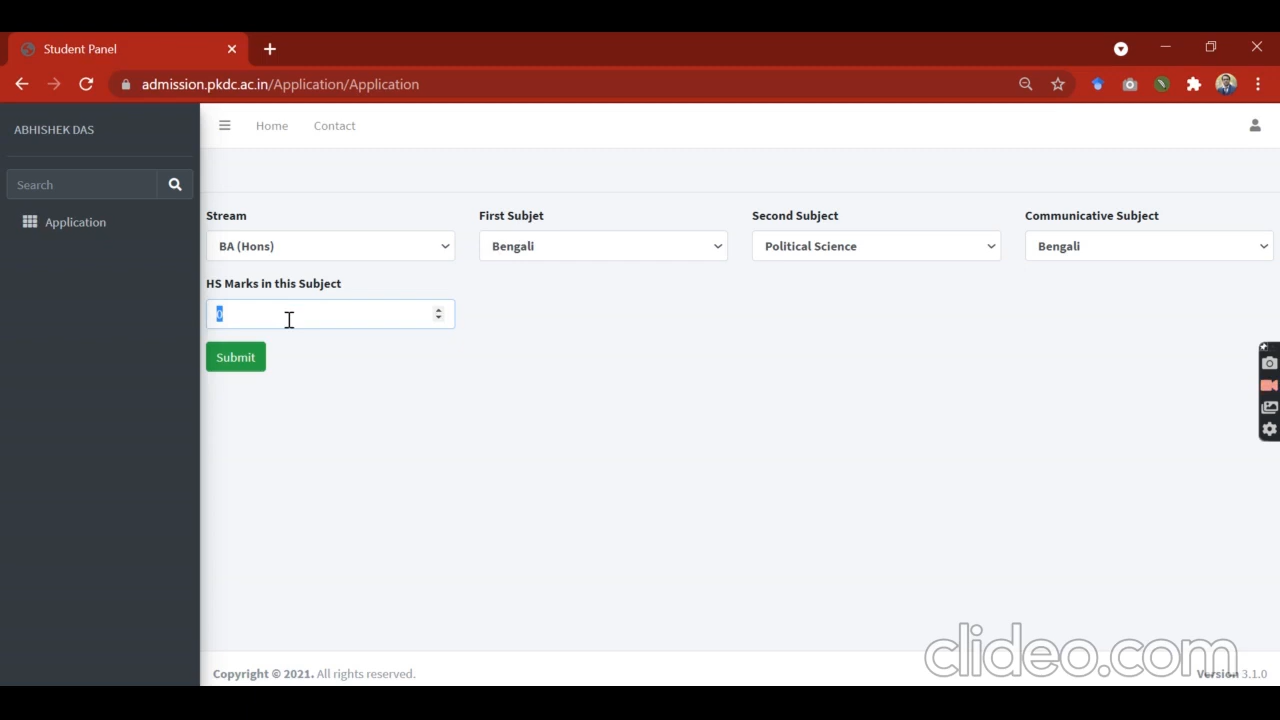 Student Panel
admission.pkdc.ac.in/Application/Application
ABHISHEK DAS
Home Contact
Search
Application
Stream First Subjet Second Subject Communicative Subject
BA (Hons) Bengali Political Science Bengali
HS Marks in this Subject
0
Submit
clideo.com
Copyright © 2021. All rights reserved. Version 3.1.0